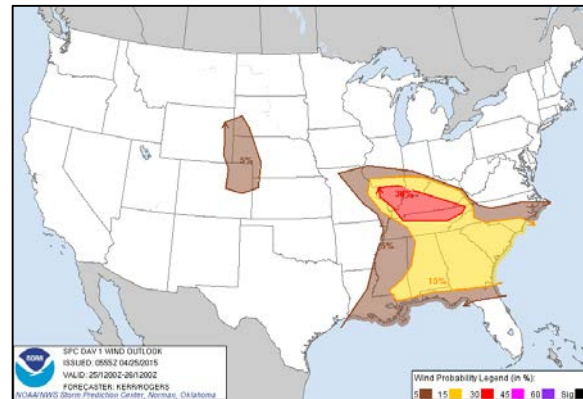 5%
30%
5%
15%
NOAA
SPC DAY 1 WIND OUTLOOK
ISSUED: 0555Z 04/25/2015
VALID: 25/1200Z-26/1200Z
FORECASTER: KERR/ROGERS
NOAA/NWS Storm Prediction Center, Norman, Oklahoma
Wind Probability Legend (in %):
5 15 30 45 60 Sig